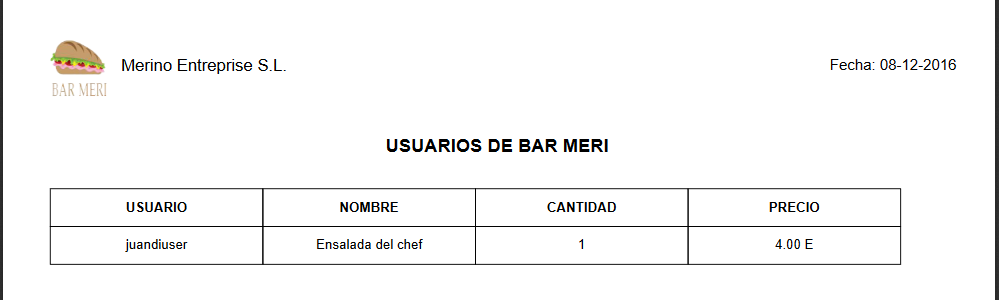 Merino Entreprise S.L.
Fecha: 08-12-2016
BAR MERI
USUARIOS DE BAR MERI
USUARIO NOMBRE CANTIDAD PRECIO
juandiuser Ensalada del chef 1 4.00 E